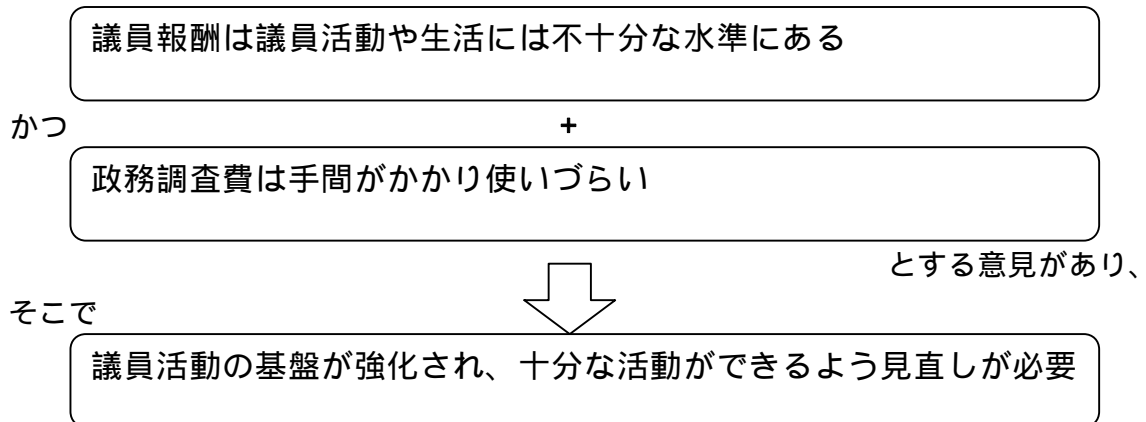 議員報酬は議員活動や生活には不十分な水準にある
かつ
+
政務調査費は手間がかかり使いづらい
とする意見があり、
そこで
議員活動の基盤が強化され、十分な活動ができるよう見直しが必要